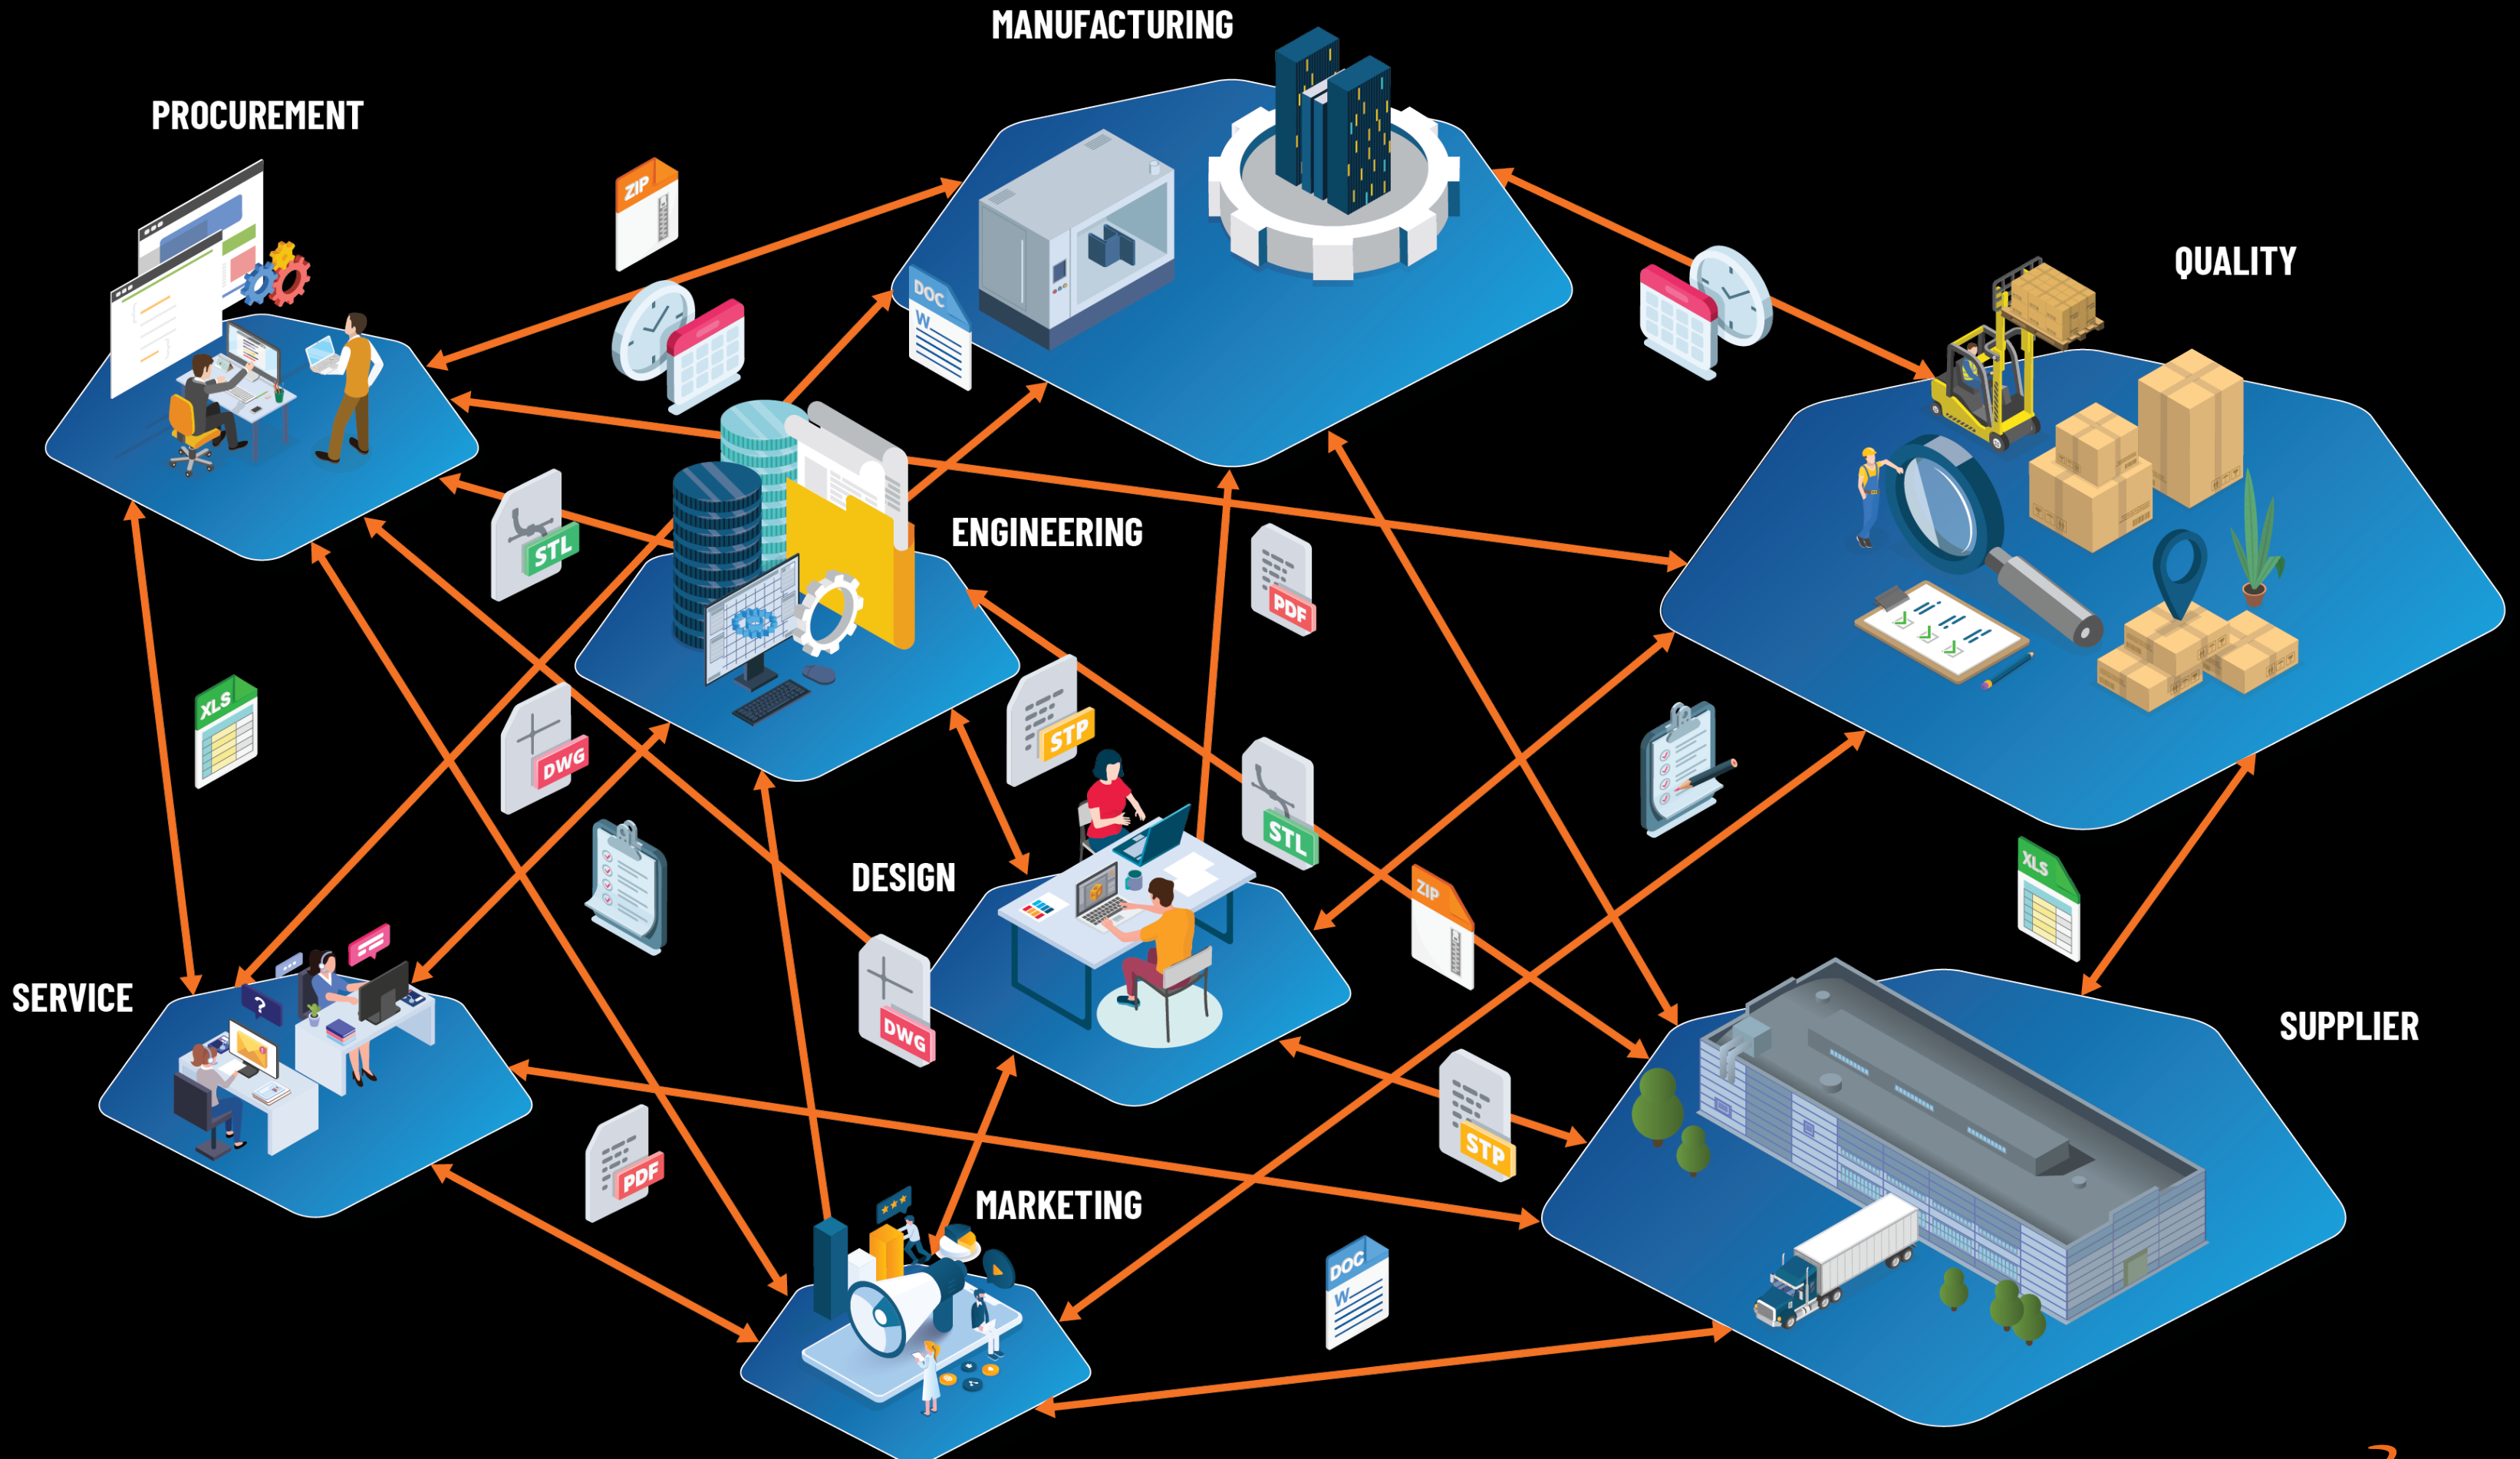 MANUFACTURING
PROCUREMENT
ZIP
QUALITY
DOC
W
STL
ENGINEERING
PDF
XLS
DWG
STP
STL
XLS
DESIGN
ZIP
DWG
?
SERVICE
SUPPLIER
STP
PDF
MARKETING
DOC
W